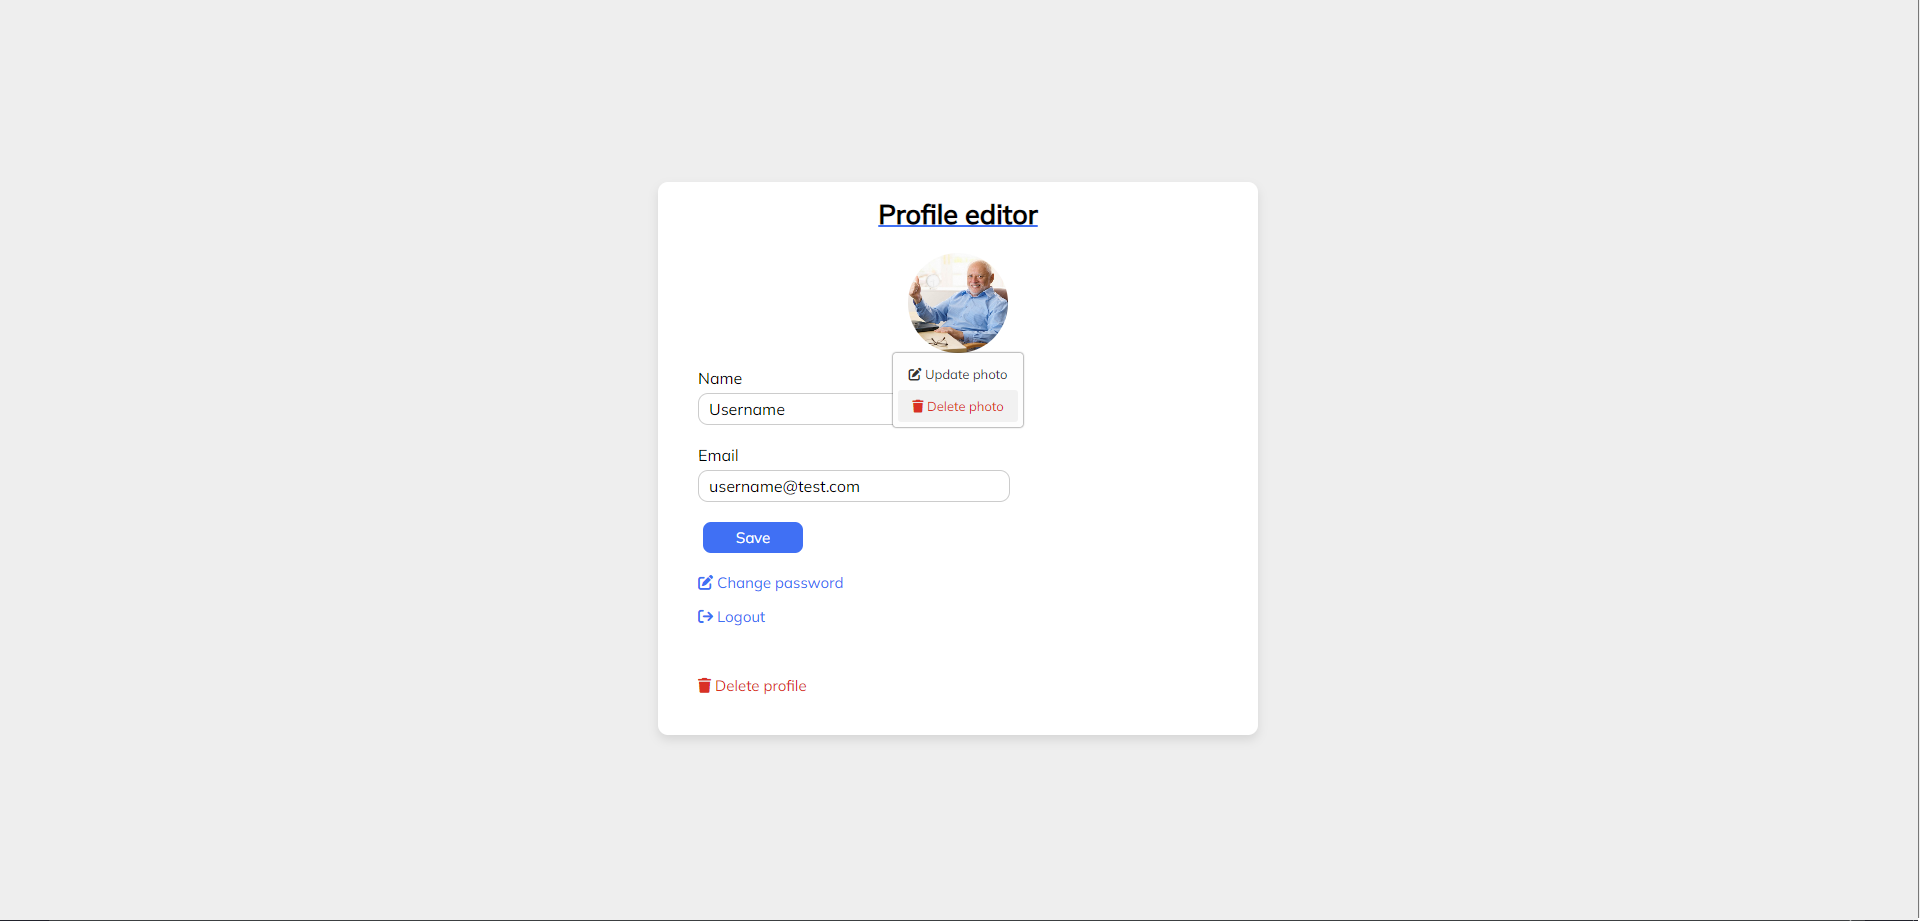 Profile editor
Update photo
Delete photo
Name
Username
Email
username@test.com
Save
Change password
Logout
Delete profile